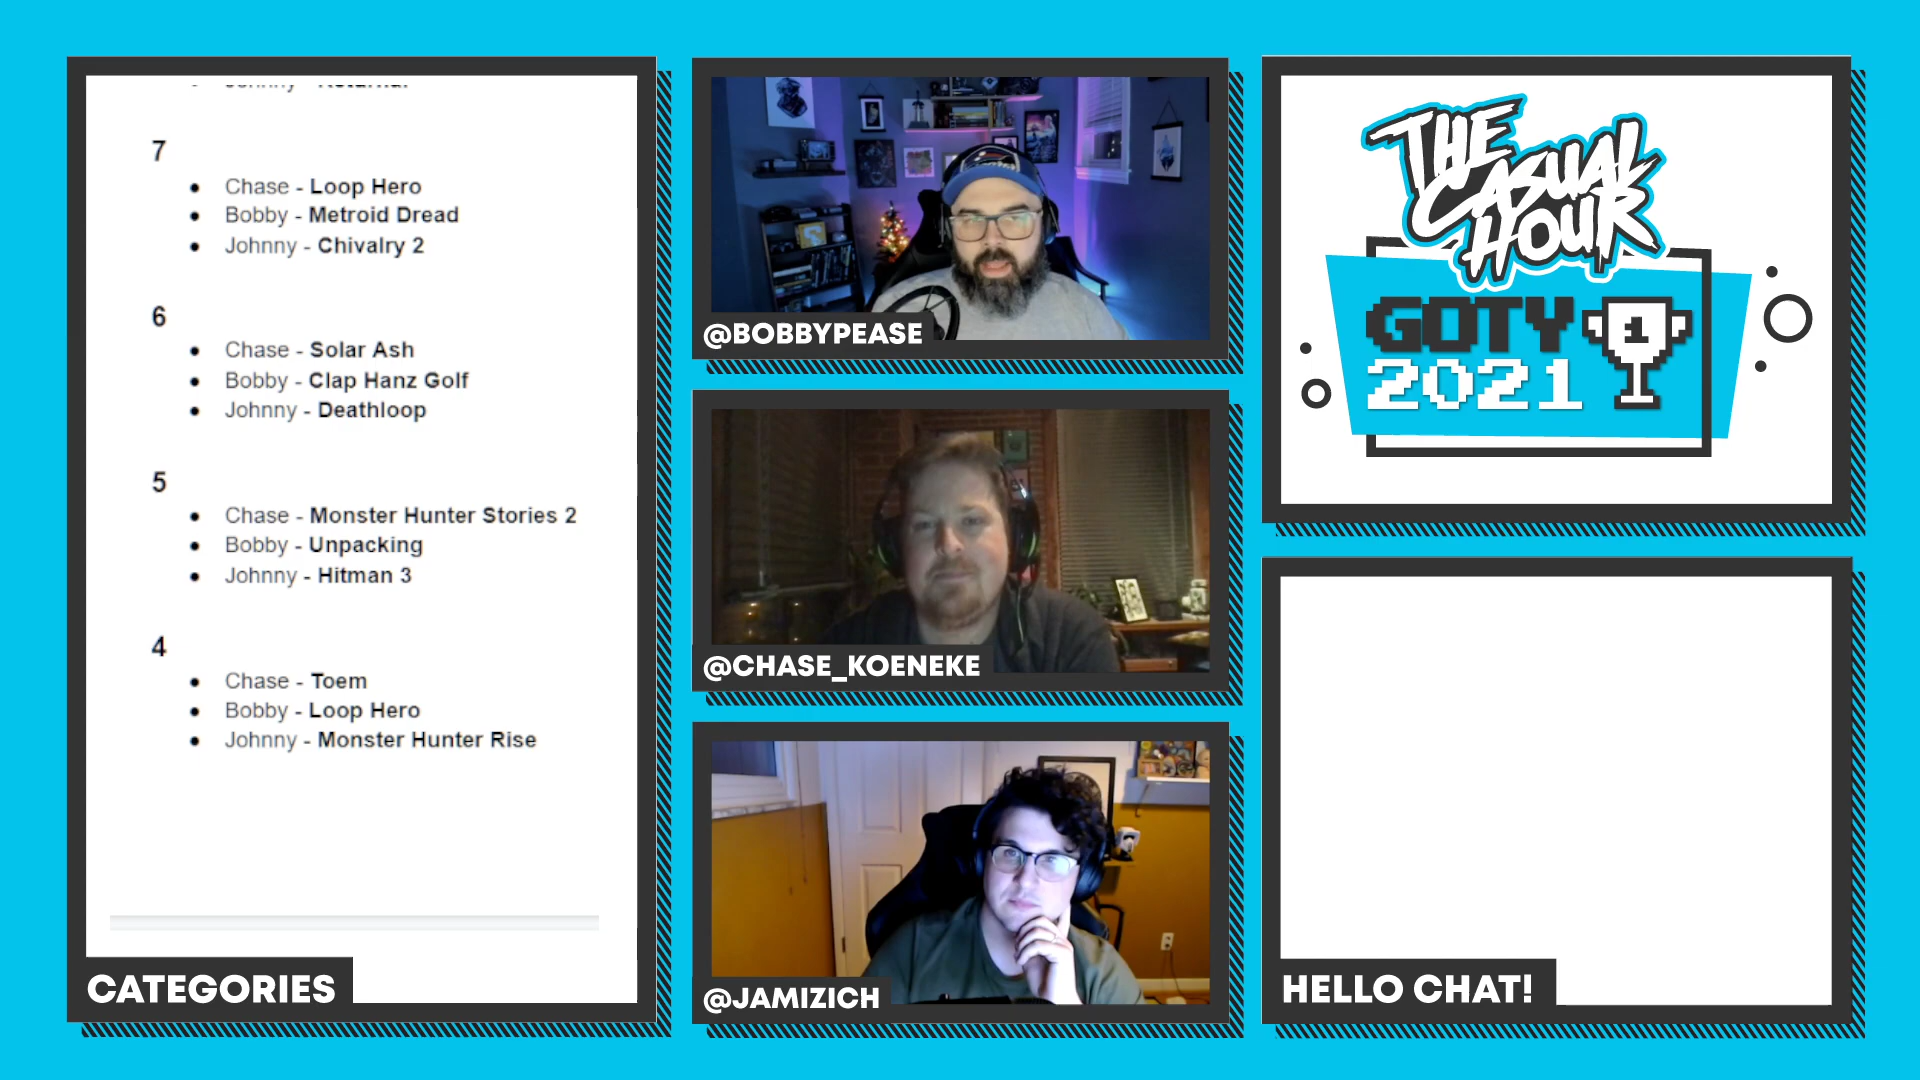 7
• Chase - Loop Hero
• Bobby - Metroid Dread
• Johnny - Chivalry 2
6
• Chase - Solar Ash
• Bobby - Clap Hanz Golf
• Johnny - Deathloop
5
• Chase - Monster Hunter Stories 2
• Bobby - Unpacking
• Johnny - Hitman 3
4
• Chase - Toem
• Bobby - Loop Hero
• Johnny - Monster Hunter Rise
CATEGORIES
@BOBBYPEASE
@CHASE_KOENEKE
@JAMIZICH
THE
CASUAL
HOUR
GOTY
2021
1
HELLO CHAT!